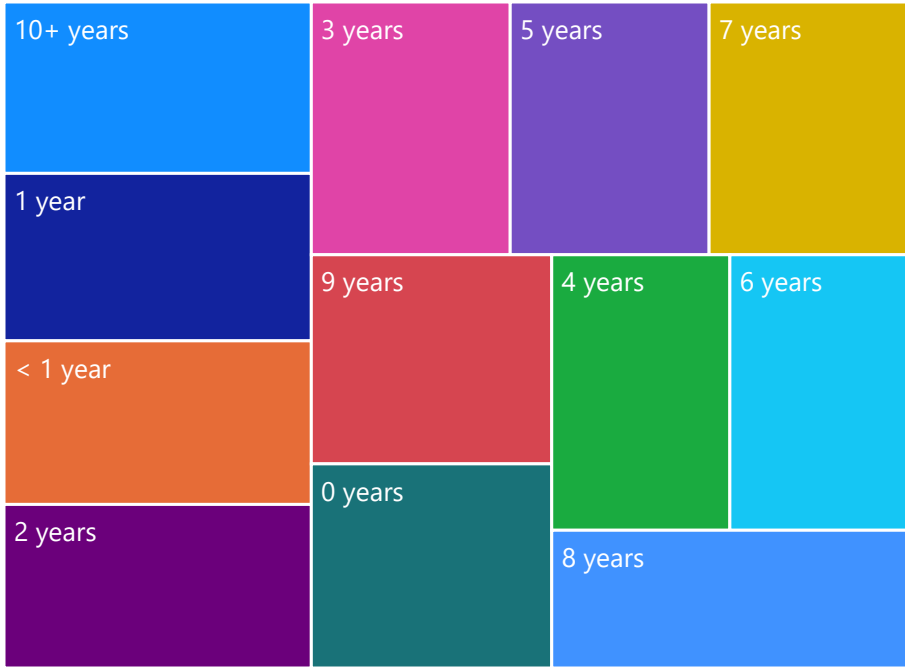 10+ years
3 years
5 years
7 years
1 year
9 years
4 years
6 years
< 1 year
0 years
2 years
8 years